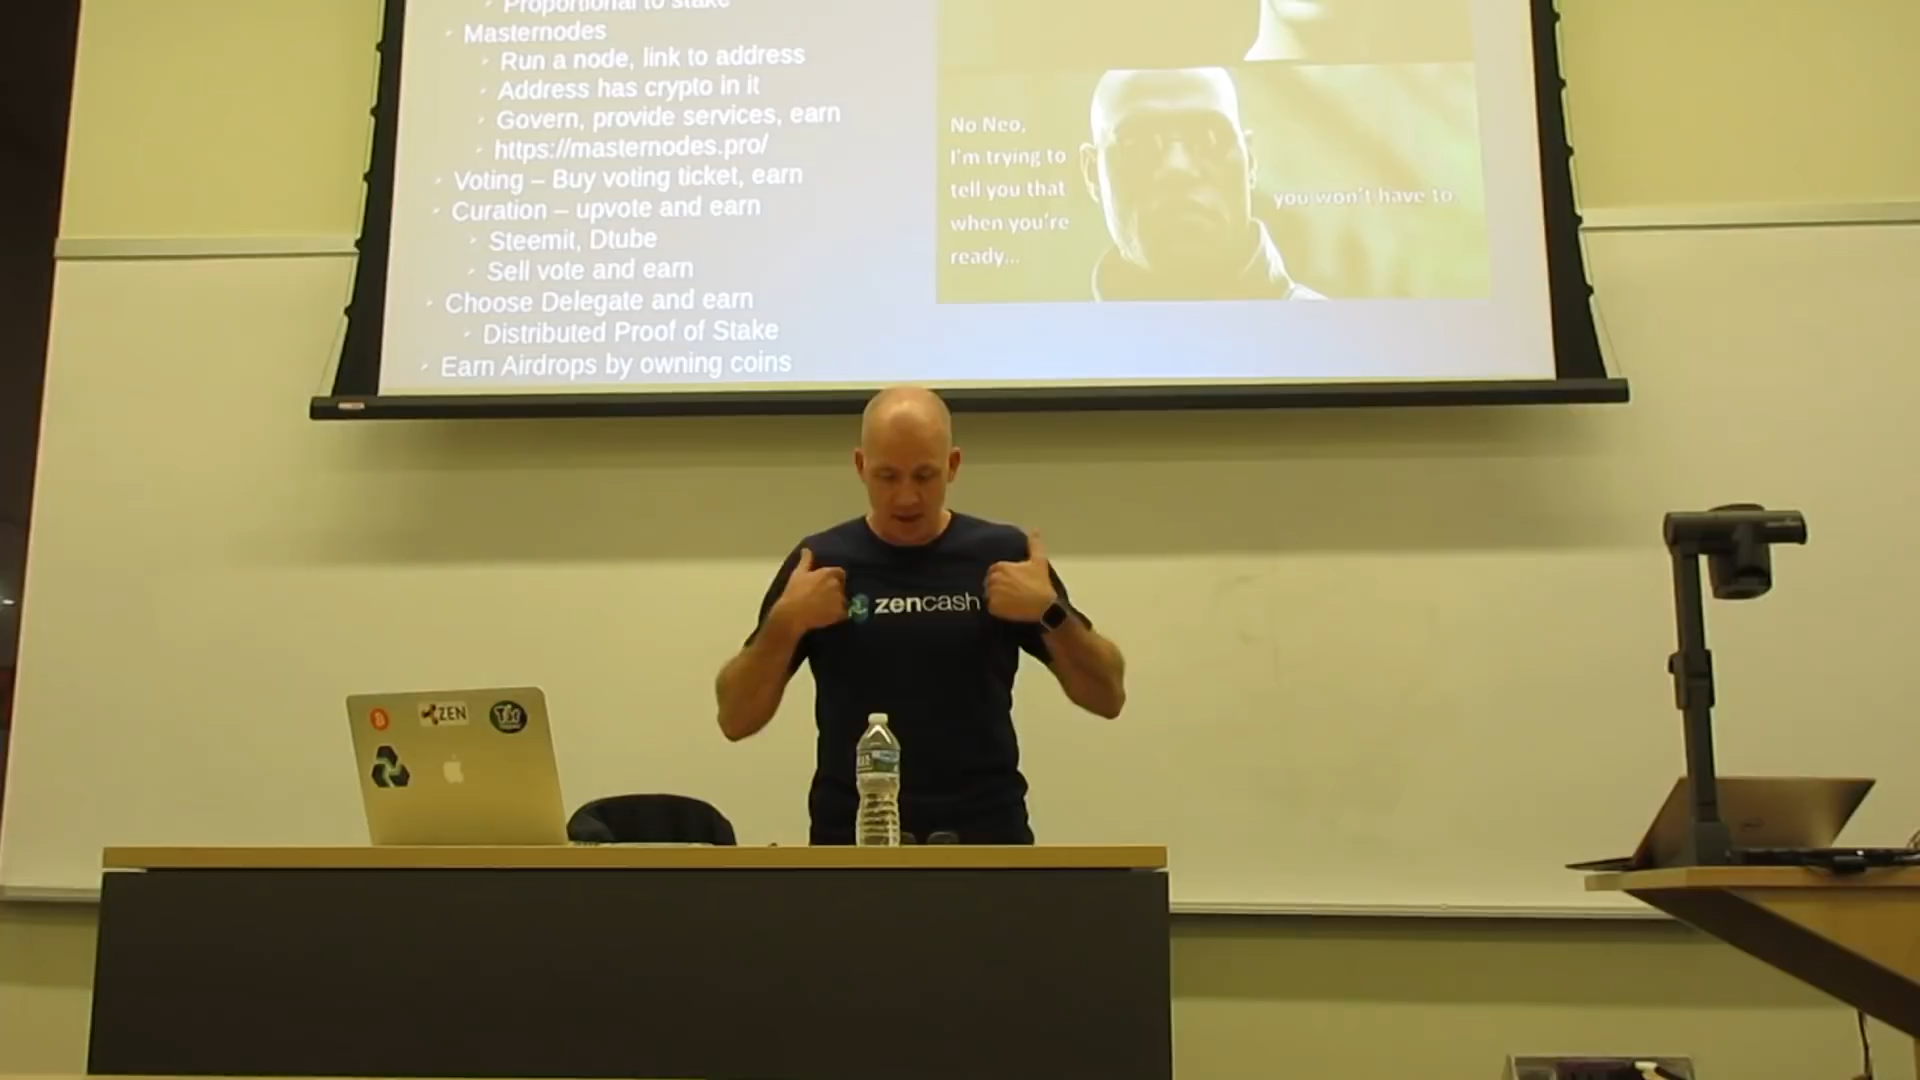 Proportional to stake
Masternodes
Run a node, link to address
Address has crypto in it
Govern, provide services, earn
https://masternodes.pro/
Voting – Buy voting ticket, earn
Curation – upvote and earn
Steemit, Dtube
Sell vote and earn
Choose Delegate and earn
Distributed Proof of Stake
Earn Airdrops by owning coins
No Neo,
I'm trying to
tell you that
when you're
ready...
you won't have to.
zencash
ZEN